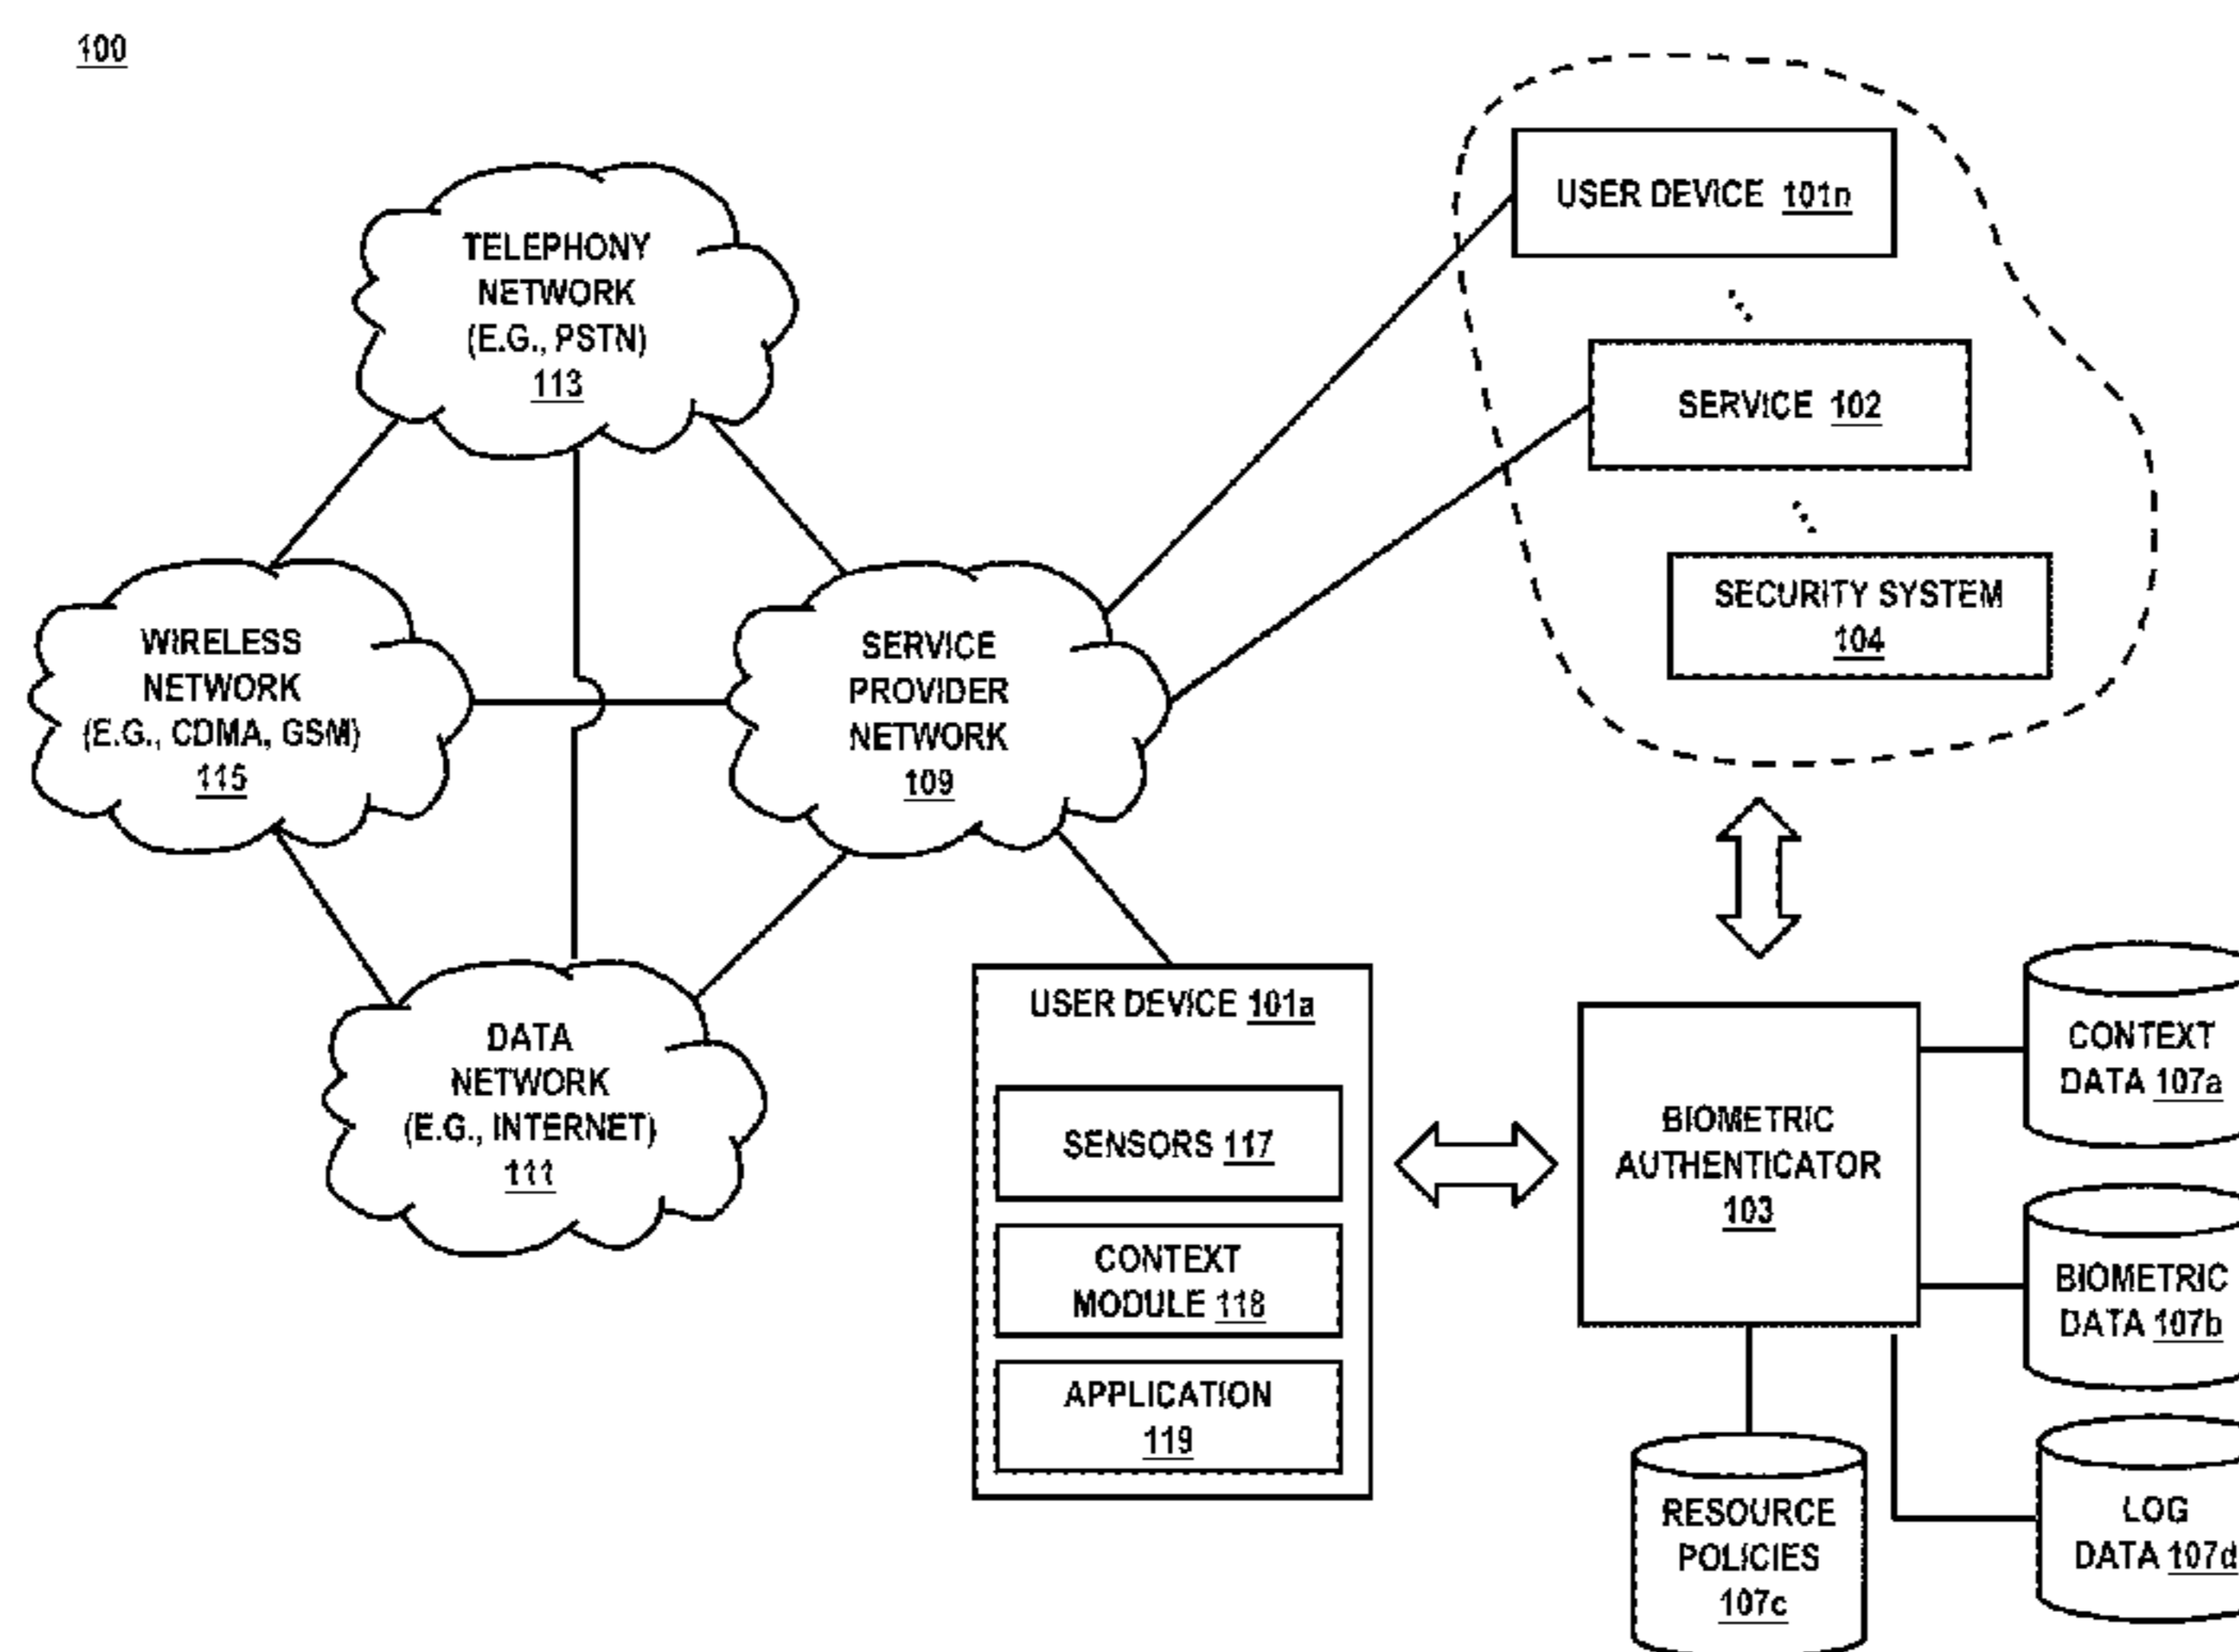 100
TELEPHONY
NETWORK
(E.G., PSTN)
113
USER DEVICE 101n
SERVICE 102
SECURITY SYSTEM
104
WIRELESS
NETWORK
(E.G., CDMA, GSM)
115
SERVICE
PROVIDER
NETWORK
109
DATA
NETWORK
(E.G., INTERNET)
111
USER DEVICE 101a
SENSORS 117
CONTEXT
MODULE 118
APPLICATION
119
BIOMETRIC
AUTHENTICATOR
103
CONTEXT
DATA 107a
BIOMETRIC
DATA 107b
RESOURCE
POLICIES
107c
LOG
DATA 107d